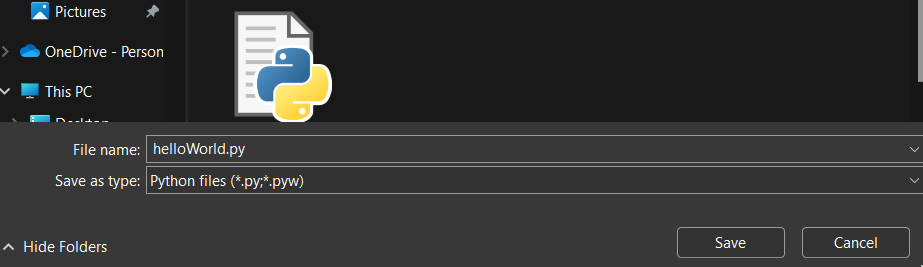 Pictures
OneDrive - Person
This PC
Desktop
File name: helloWorld.py
Save as type: Python files (*.py;*.pyw)
Hide Folders
Save
Cancel